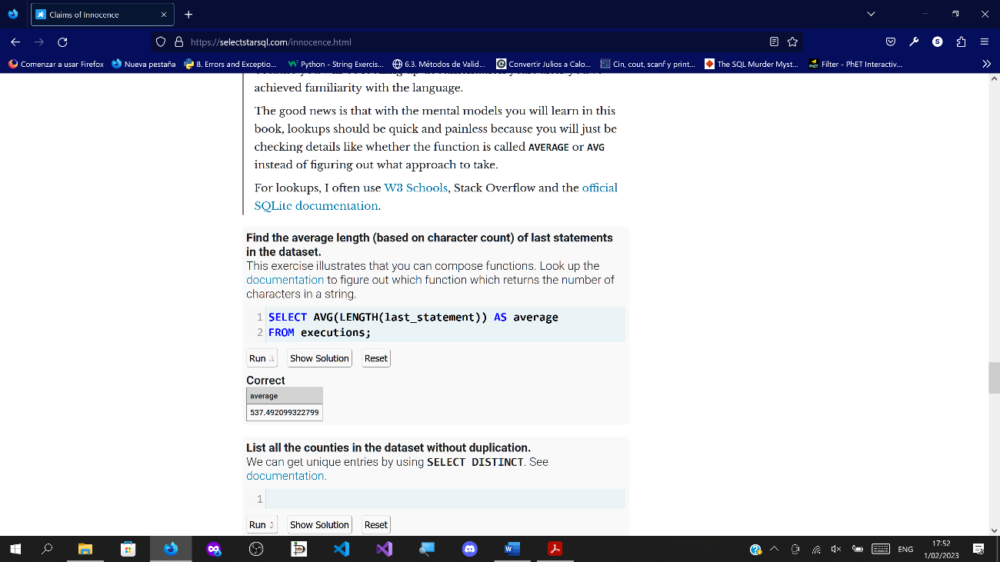 Claims of Innocence
https://selectstarsql.com/innocence.html
S
Comenzar a usar Firefox
Nueva pestaña
8. Errors and Exceptio...
Python - String Exercis...
6.3. Métodos de Valid...
Convertir Julios a Calo...
Cin, cout, scanf y print...
The SQL Murder Myst...
Filter - PhET Interactiv...
achieved familiarity with the language.
The good news is that with the mental models you will learn in this
book, lookups should be quick and painless because you will just be
checking details like whether the function is called AVERAGE or AVG
instead of figuring out what approach to take.
For lookups, I often use W3 Schools, Stack Overflow and the official
SQLite documentation.
Find the average length (based on character count) of last statements
in the dataset.
This exercise illustrates that you can compose functions. Look up the
documentation to figure out which function which returns the number of
characters in a string.
1 SELECT AVG(LENGTH(last_statement)) AS average
2 FROM executions;
Run Show Solution Reset
Correct
average
537.492099322799
List all the counties in the dataset without duplication.
We can get unique entries by using SELECT DISTINCT. See
documentation.
1
Run Show Solution Reset
ENG
17:52
1/02/2023